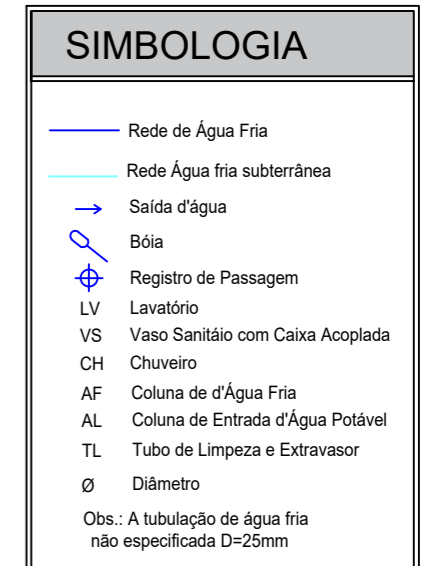 SIMBOLOGIA
Rede de Água Fria
Rede Água fria subterrânea
Saída d'água
Bóia
Registro de Passagem
LV Lavatório
VS Vaso Sanitáio com Caixa Acoplada
CH Chuveiro
AF Coluna de d'Água Fria
AL Coluna de Entrada d'Água Potável
TL Tubo de Limpeza e Extravasor
Ø Diâmetro
Obs.: A tubulação de água fria
não especificada D=25mm